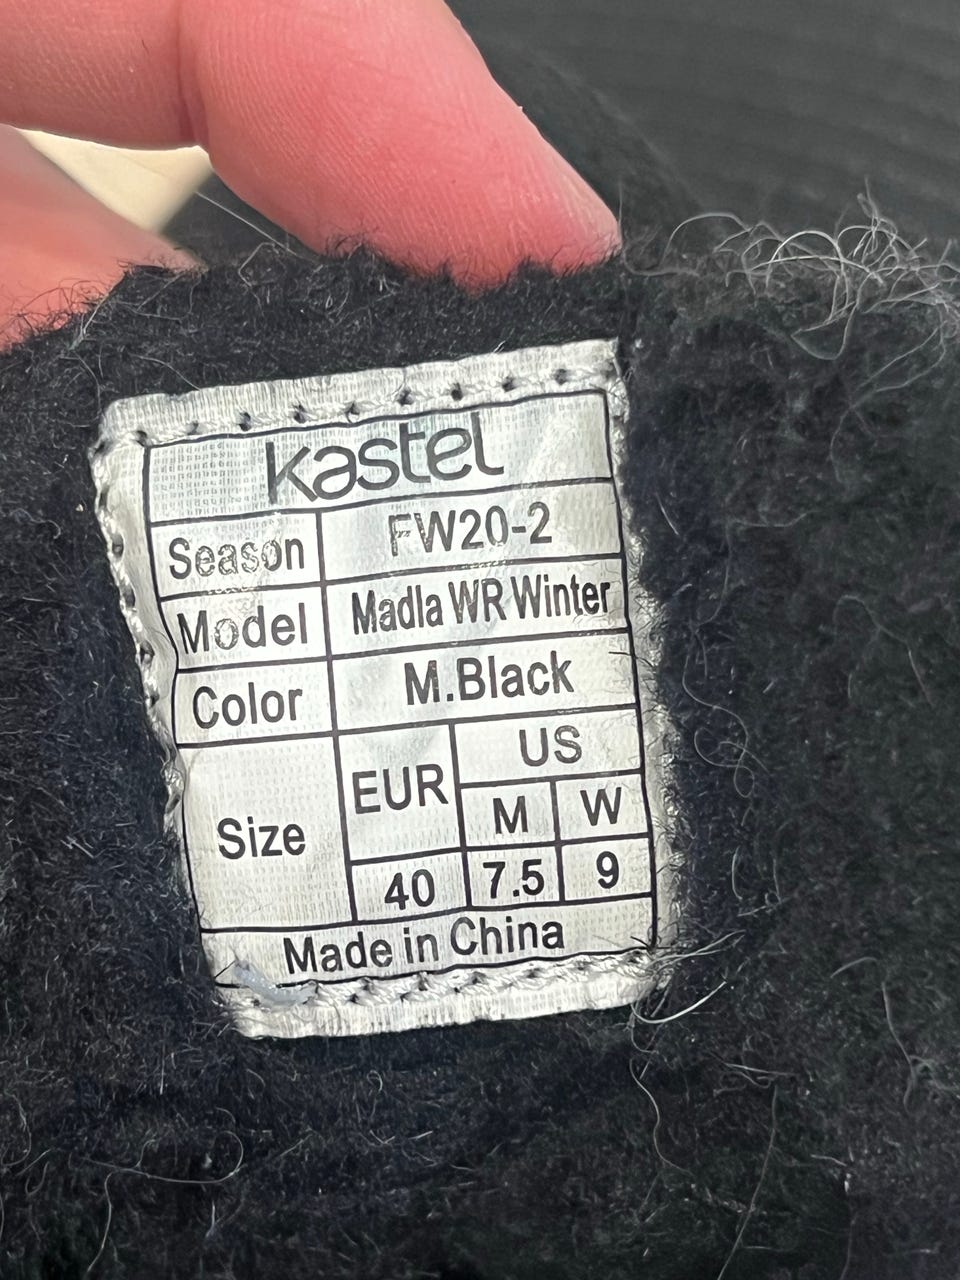 kastel
Season FW20-2
Model Madla WR Winter
Color M.Black
Size EUR US
M W
40 7.5 9
Made in China